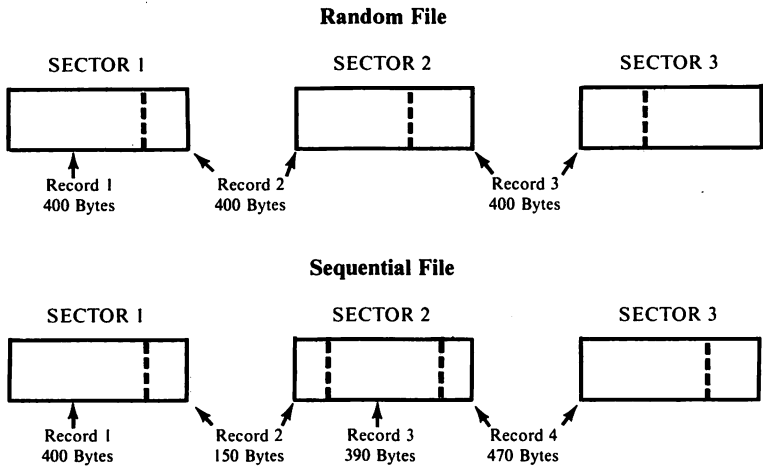 Random File
SECTOR 1 SECTOR 2 SECTOR 3
Record 1 Record 2 Record 3
400 Bytes 400 Bytes 400 Bytes
Sequential File
SECTOR 1 SECTOR 2 SECTOR 3
Record 1 Record 2 Record 3 Record 4
400 Bytes 150 Bytes 390 Bytes 470 Bytes